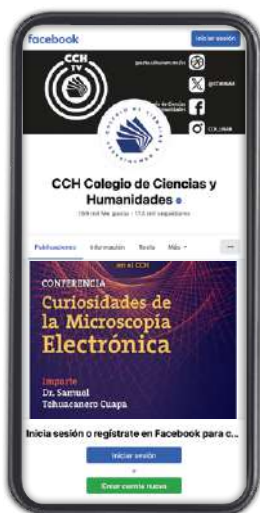 facebook
Iniciar sesión
CCH
TV
CCH Colegio de Ciencias y
Humanidades
Publicaciones Información Reels Más
en el CCH
CONFERENCIA
Curiosidades de
la Microscopía
Electrónica
Imparte
Dr. Samuel
Tehuacanero Cuapa
Inicia sesión o regístrate en Facebook para c...
Iniciar sesión
o
Crear cuenta nueva